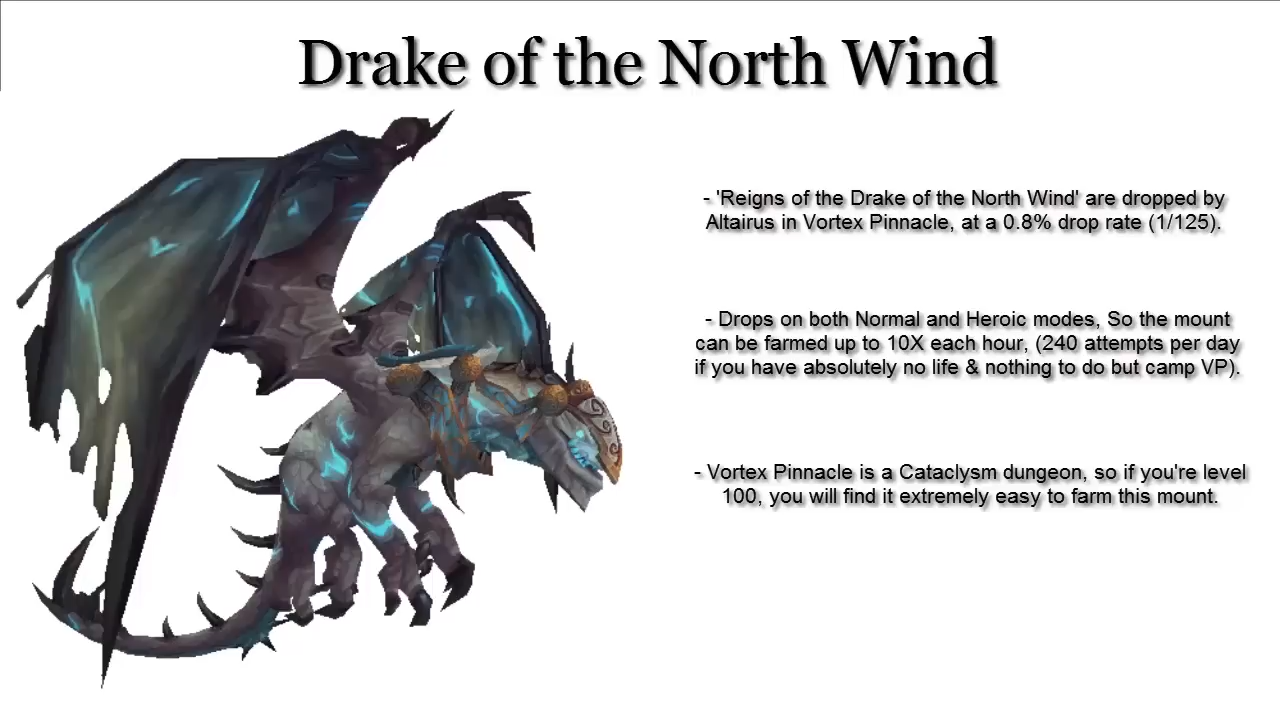 Drake of the North Wind
- 'Reigns of the Drake of the North Wind' are dropped by
Altairus in Vortex Pinnacle, at a 0.8% drop rate (1/125).
- Drops on both Normal and Heroic modes, So the mount
can be farmed up to 10X each hour, (240 attempts per day
if you have absolutely no life & nothing to do but camp VP).
- Vortex Pinnacle is a Cataclysm dungeon, so if you're level
100, you will find it extremely easy to farm this mount.